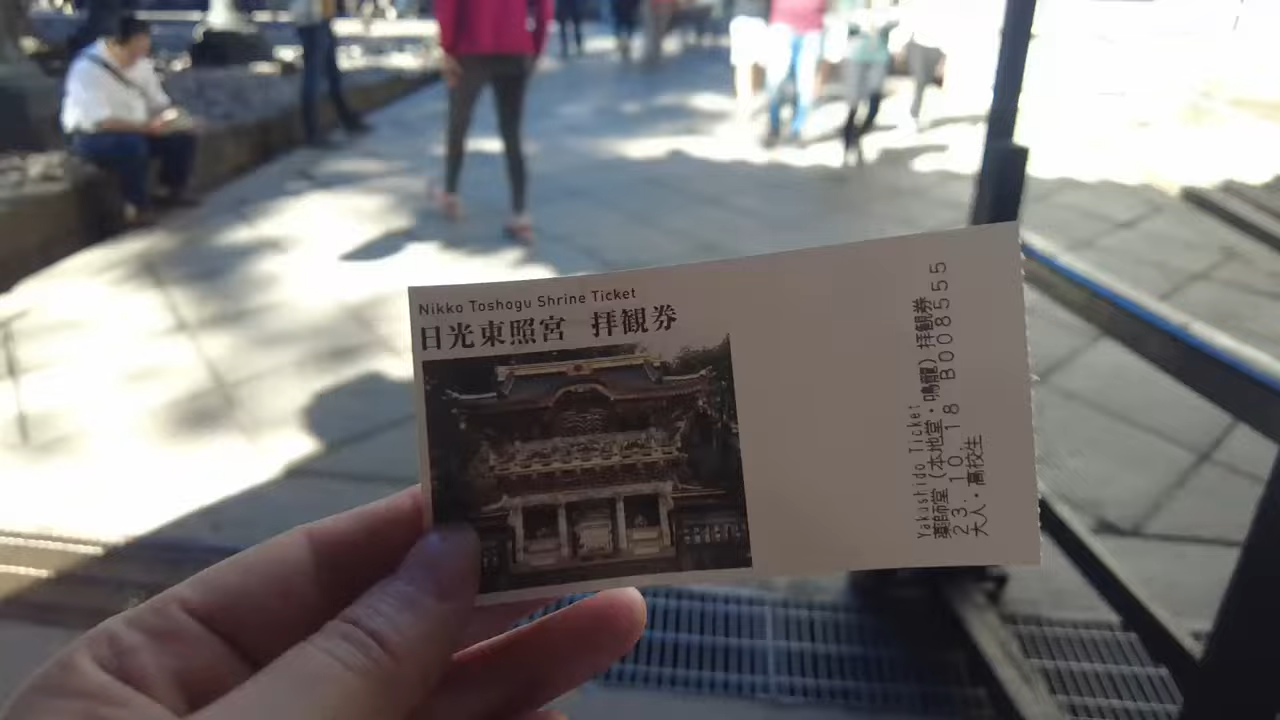 Nikko Toshogu Shrine Ticket
日光東照宮 拝観券
Yakushido Ticket
薬師堂（本地堂・鳴龍）拝観券
23. 10. 18 B008555
大人・高校生